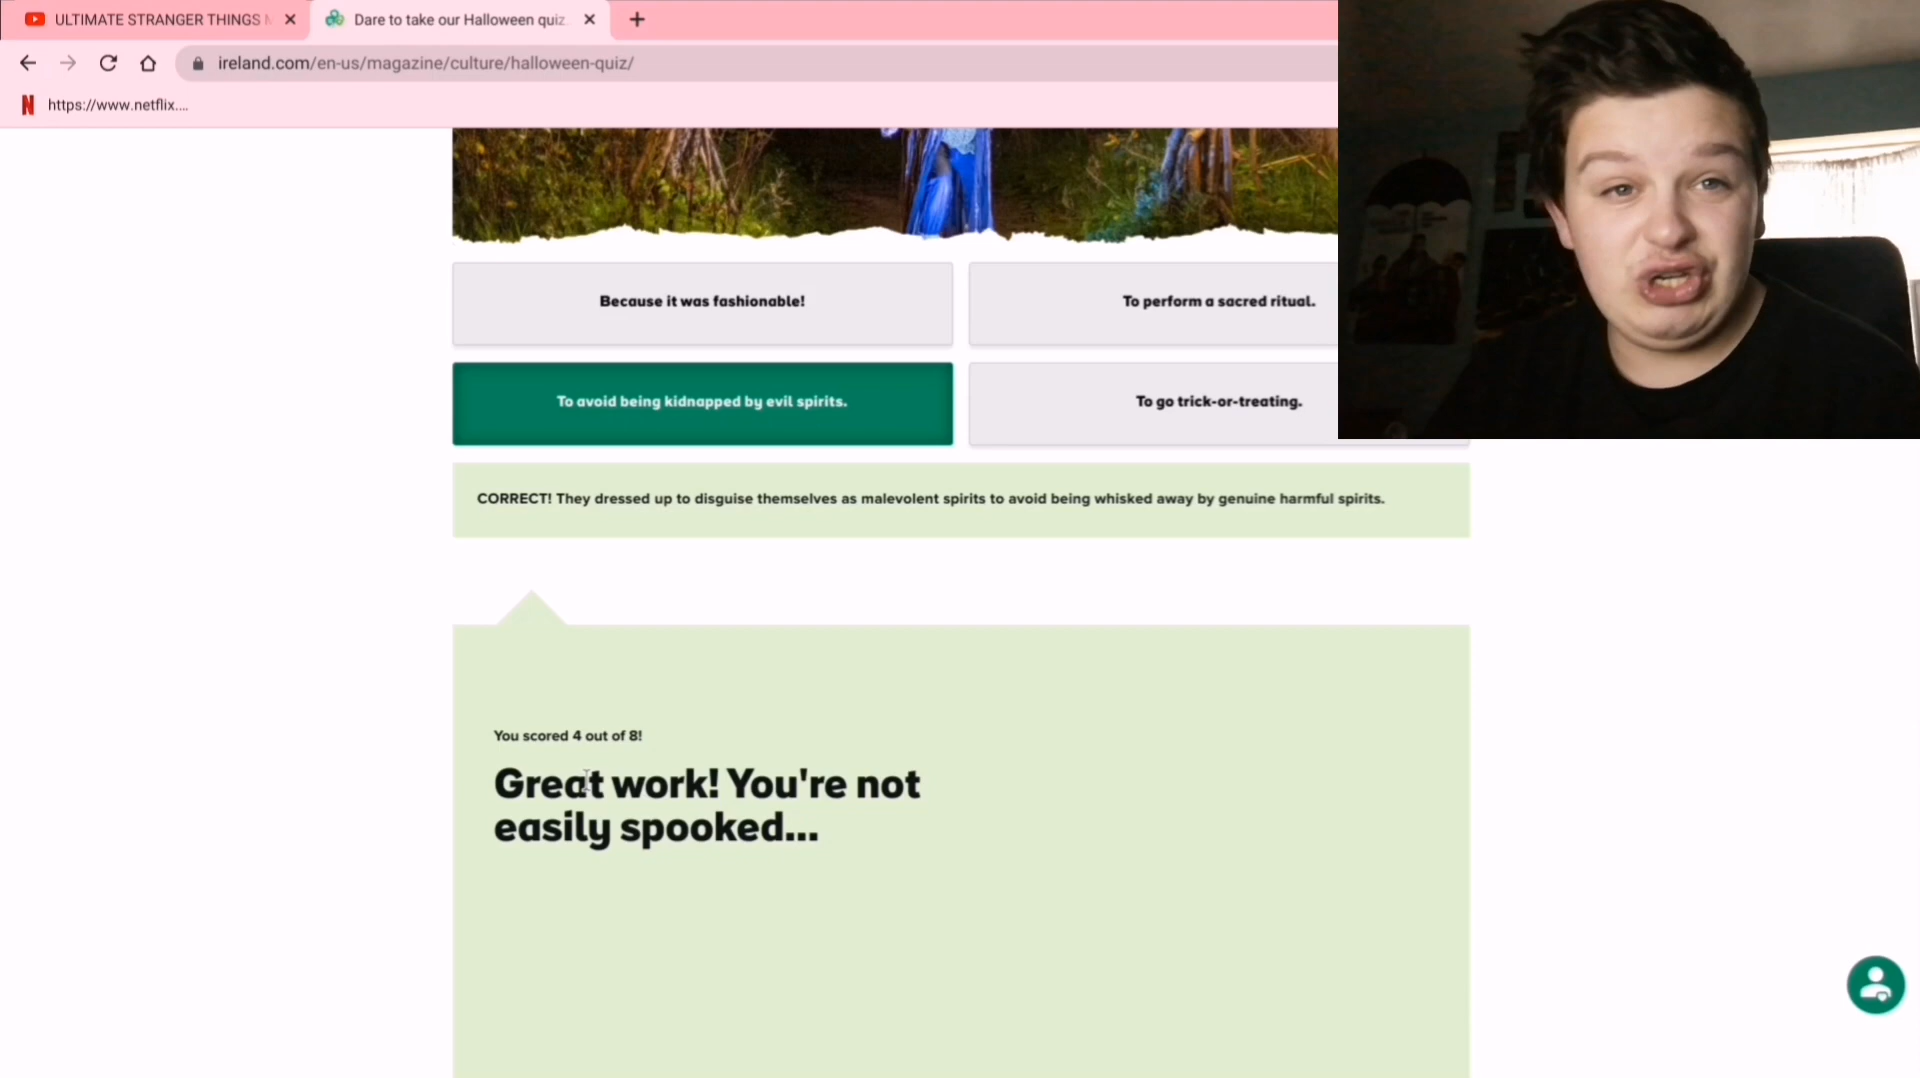 ULTIMATE STRANGER THINGS
Dare to take our Halloween quiz
ireland.com/en-us/magazine/culture/halloween-quiz/
N https://www.netflix....
Because it was fashionable!
To perform a sacred ritual.
To avoid being kidnapped by evil spirits.
To go trick-or-treating.
CORRECT! They dressed up to disguise themselves as malevolent spirits to avoid being whisked away by genuine harmful spirits.
You scored 4 out of 8!
Great work! You're not
easily spooked...